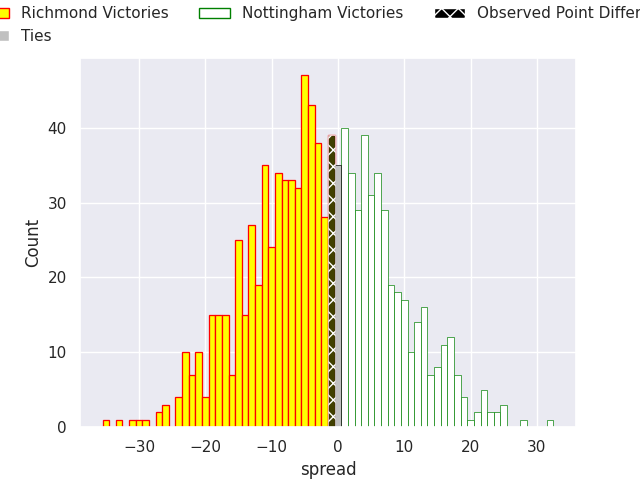 Richmond Victories Nottingham Victories Observed Point
Ties
40
30
20
10
0
Count
−30 −20 −10 0 10 20 30
spread